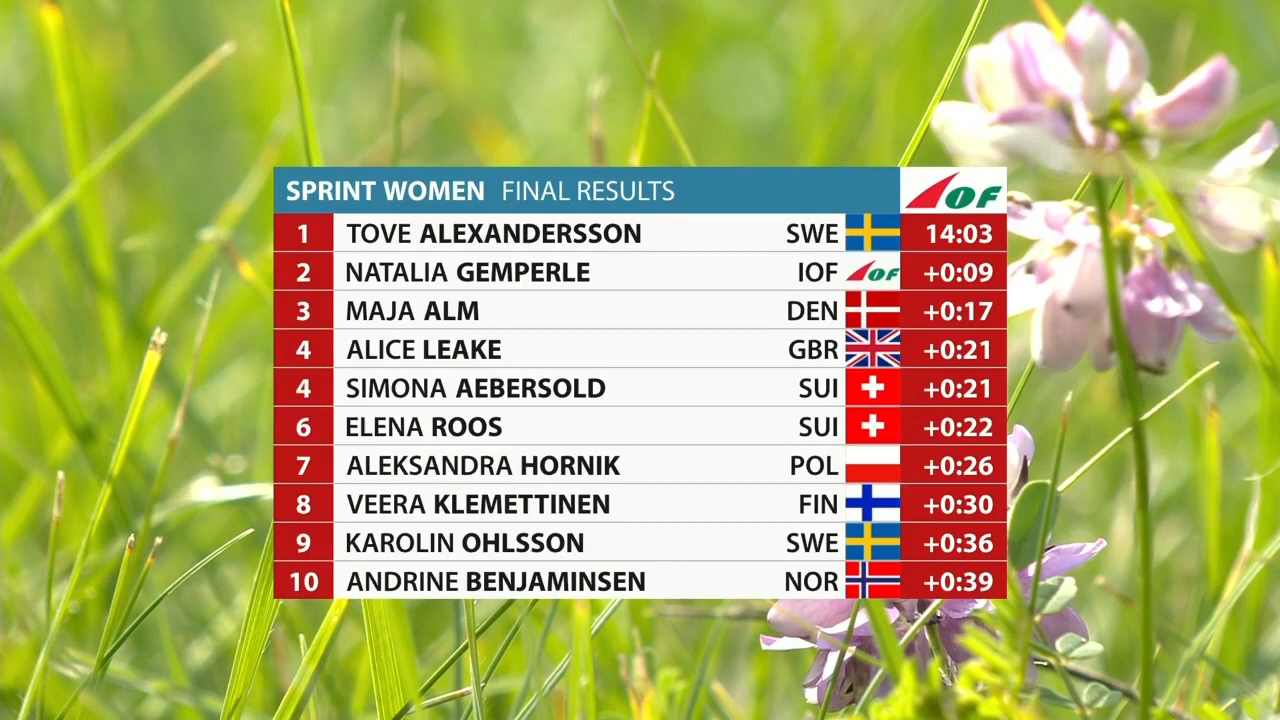 SPRINT WOMEN FINAL RESULTS IOF
1 TOVE ALEXANDERSSON SWE 14:03
2 NATALIA GEMPERLE IOF IOF +0:09
3 MAJA ALM DEN +0:17
4 ALICE LEAKE GBR +0:21
4 SIMONA AEBERSOLD SUI +0:21
6 ELENA ROOS SUI +0:22
7 ALEKSANDRA HORNIK POL +0:26
8 VEERA KLEMETTINEN FIN +0:30
9 KAROLIN OHLSSON SWE +0:36
10 ANDRINE BENJAMINSEN NOR +0:39